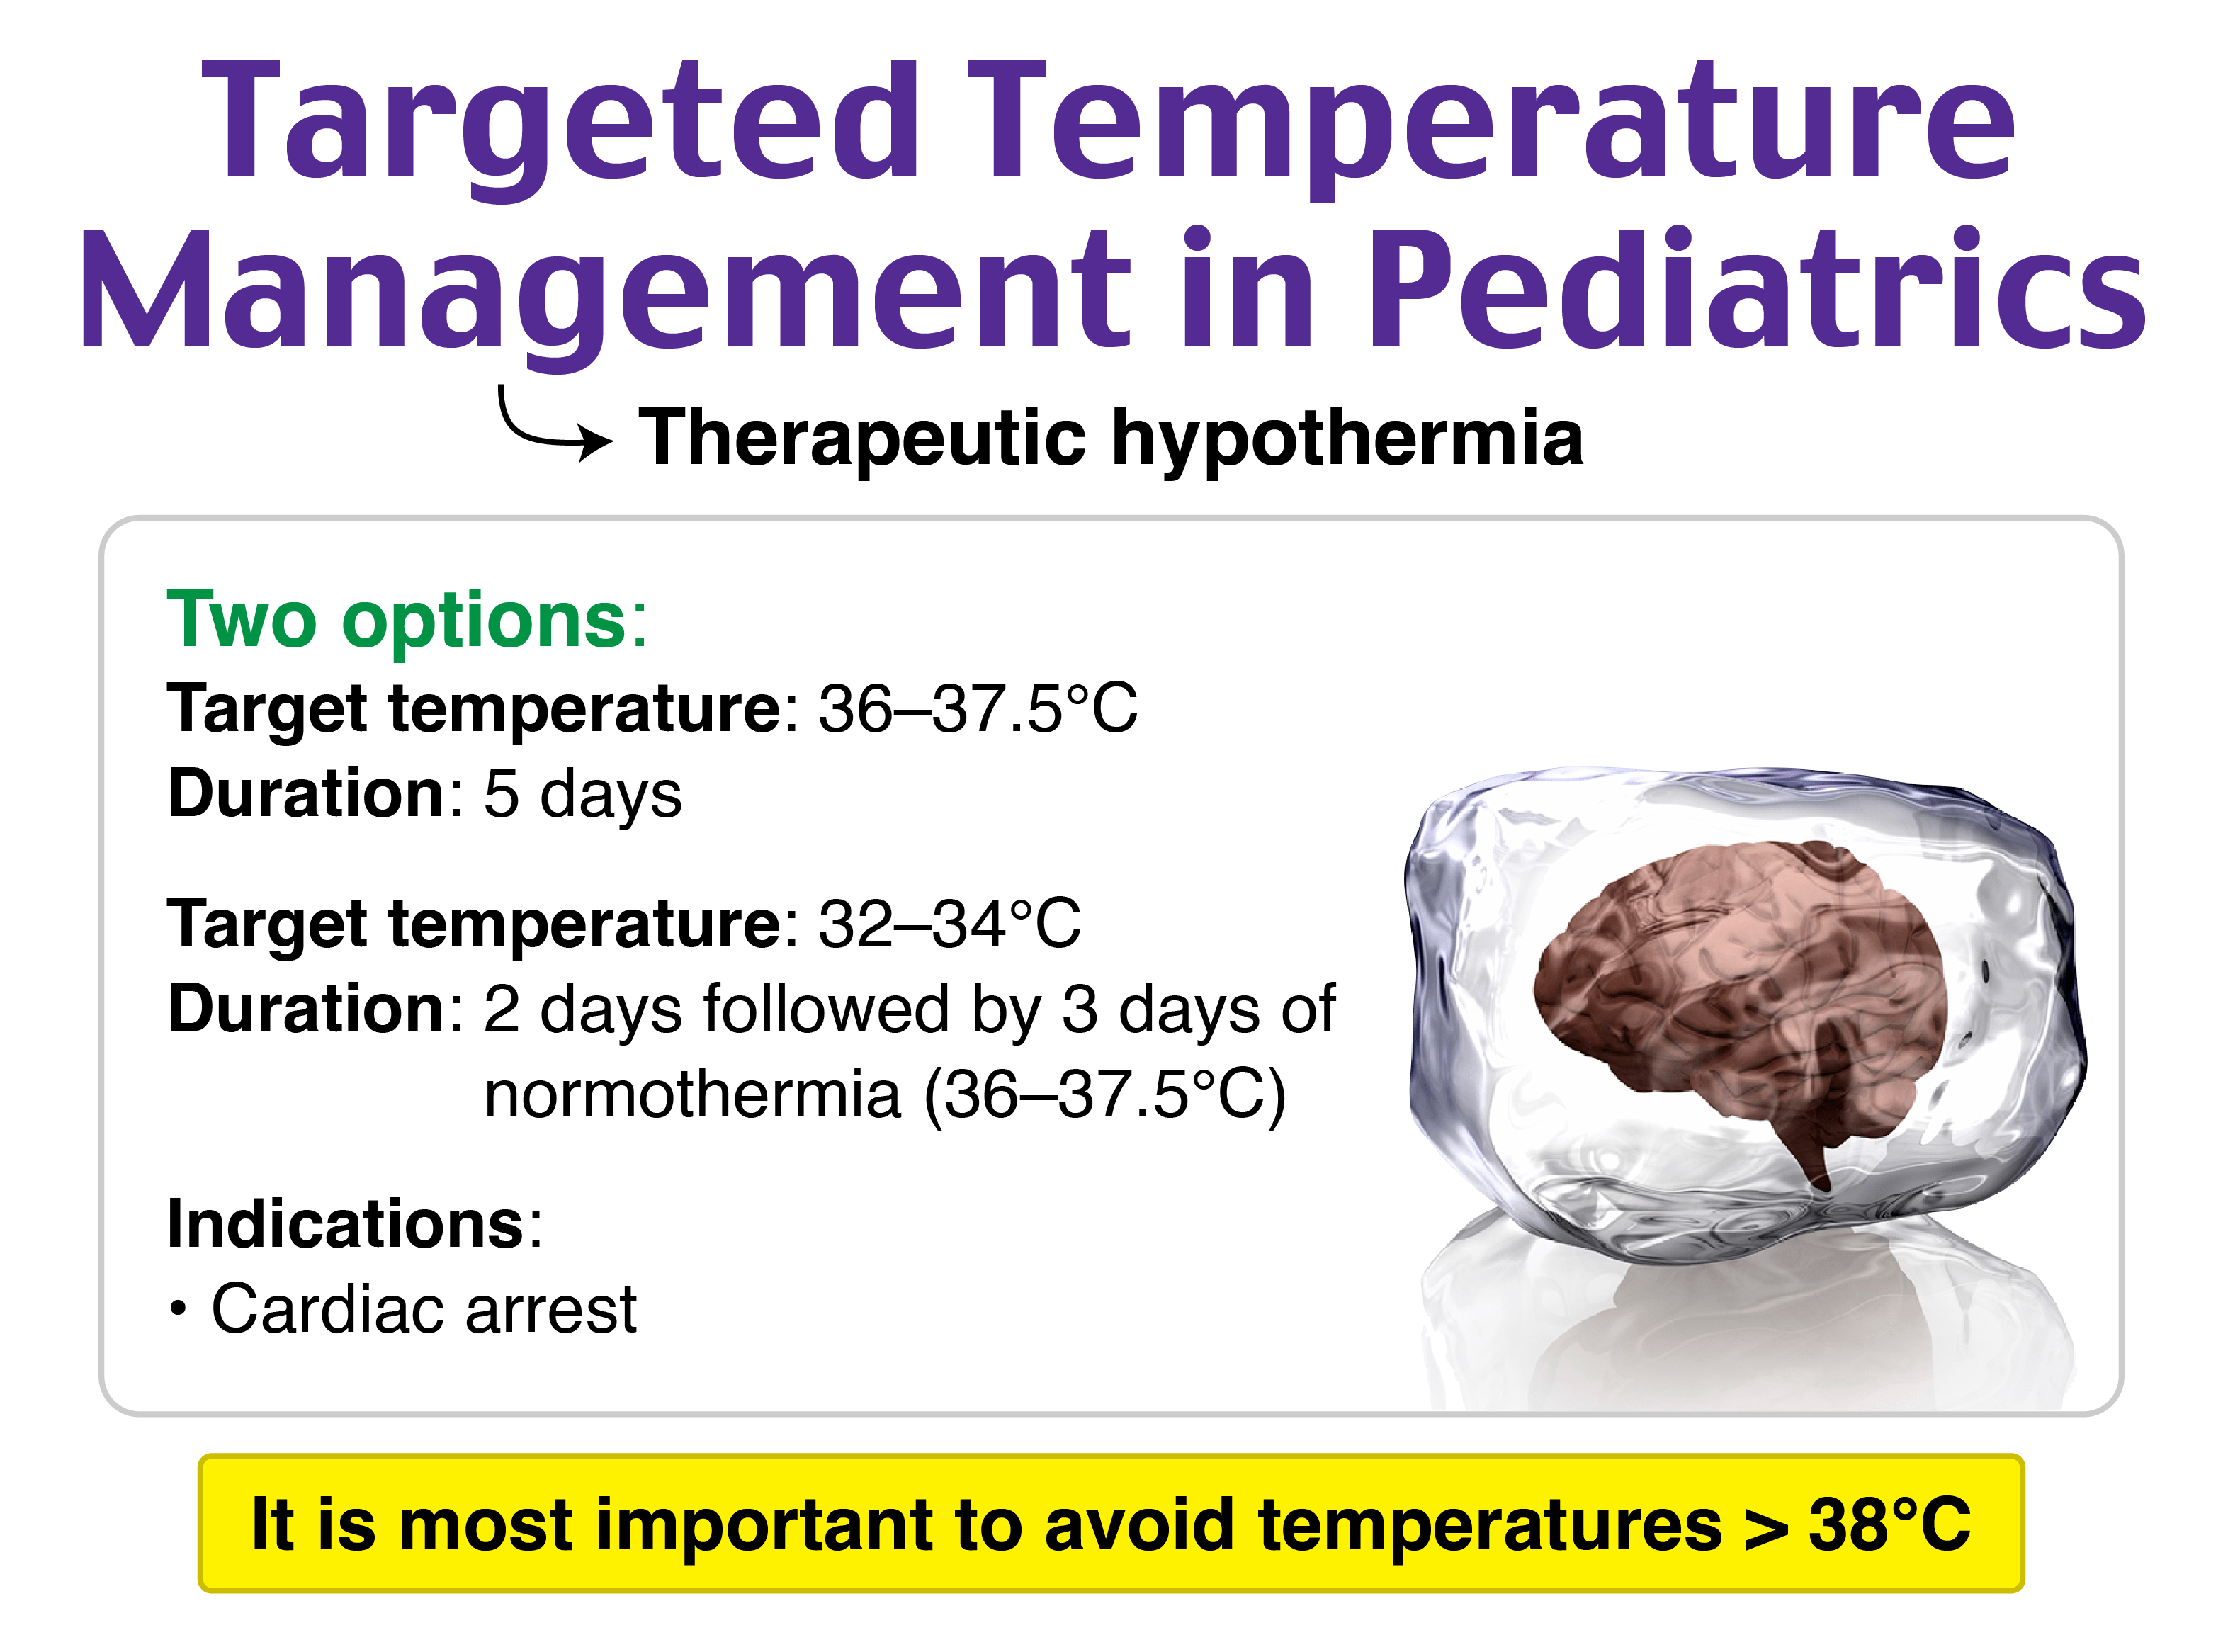 Targeted Temperature
Management in Pediatrics
Therapeutic hypothermia
Two options:
Target temperature: 36–37.5°C
Duration: 5 days
Target temperature: 32–34°C
Duration: 2 days followed by 3 days of
normothermia (36–37.5°C)
Indications:
• Cardiac arrest
It is most important to avoid temperatures > 38°C